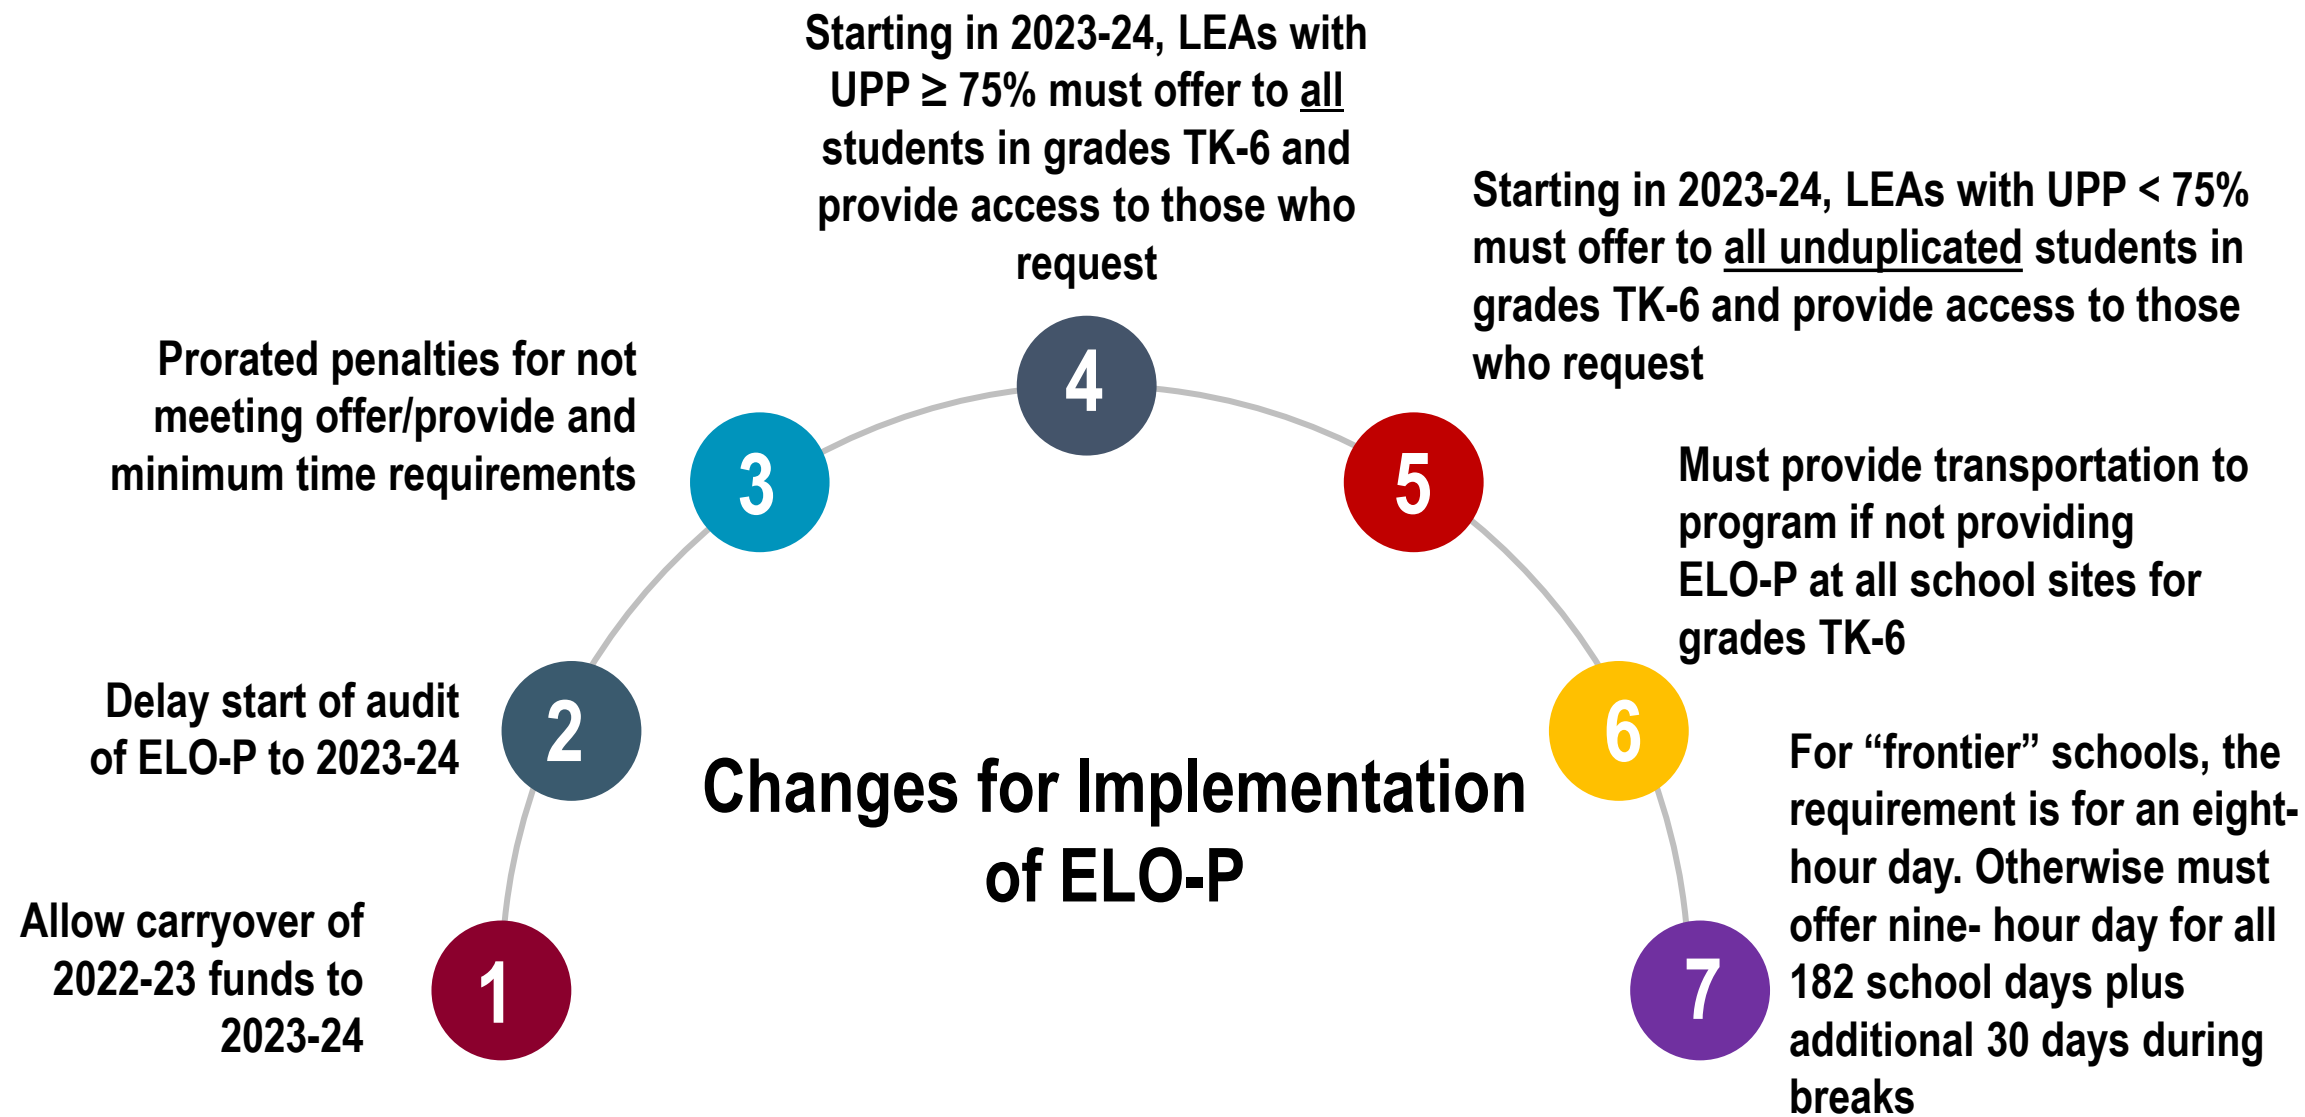 Changes for Implementation
of ELO-P
1
Allow carryover of
2022-23 funds to
2023-24
2
Delay start of audit
of ELO-P to 2023-24
3
Prorated penalties for not
meeting offer/provide and
minimum time requirements
4
Starting in 2023-24, LEAs with
UPP ≥ 75% must offer to all
students in grades TK-6 and
provide access to those who
request
5
Starting in 2023-24, LEAs with UPP < 75%
must offer to all unduplicated students in
grades TK-6 and provide access to those
who request
6
Must provide transportation to
program if not providing
ELO-P at all school sites for
grades TK-6
7
For “frontier” schools, the
requirement is for an eight-
hour day. Otherwise must
offer nine- hour day for all
182 school days plus
additional 30 days during
breaks